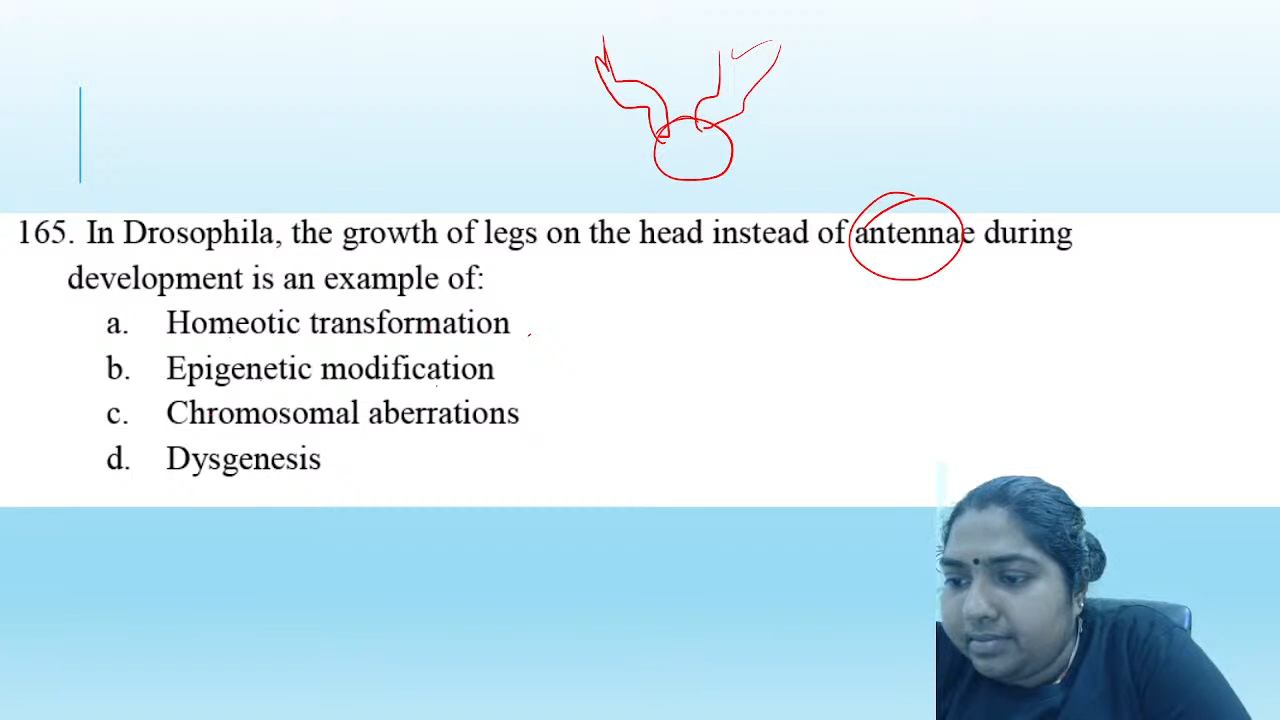 165. In Drosophila, the growth of legs on the head instead of antennae during
development is an example of:
a. Homeotic transformation
b. Epigenetic modification
c. Chromosomal aberrations
d. Dysgenesis